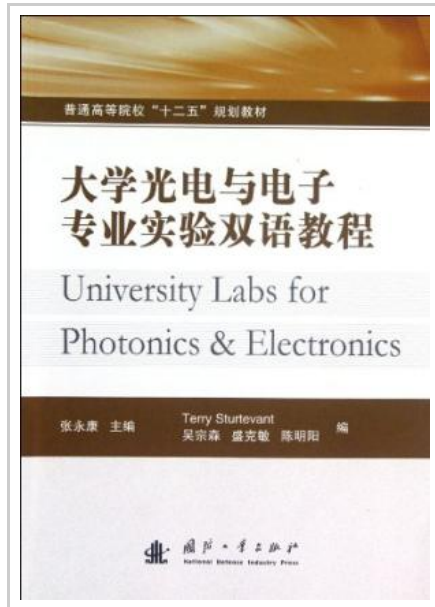 普通高等院校“十二五”规划教材
大学光电与电子
专业实验双语教程
University Labs for
Photonics & Electronics
张永康 主编
Terry Sturtevant
吴宗森 盛克敏 陈明阳 编
国防工业出版社
National Defense Industry Press